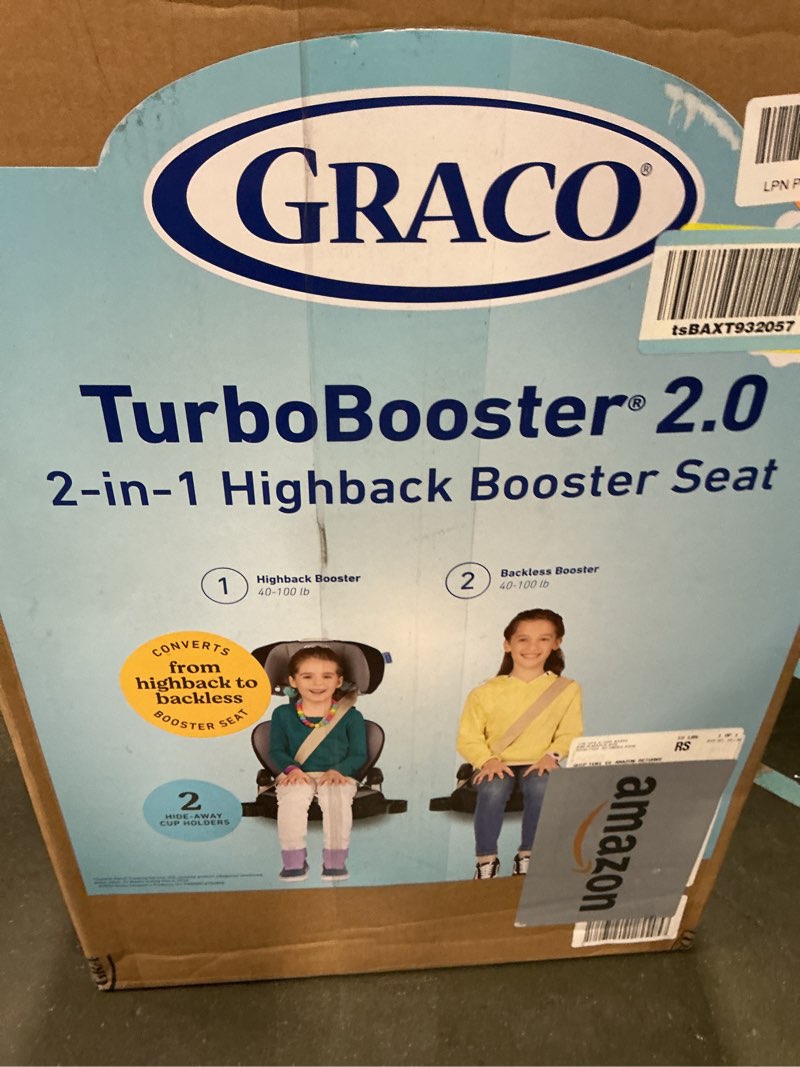 GRACO®
LPN
tsBAXT932057
TurboBooster® 2.0
2-in-1 Highback Booster Seat
1
Highback Booster
40-100 lb
2
Backless Booster
40-100 lb
CONVERTS
from
highback to
backless
BOOSTER SEAT
2
HIDE-AWAY
CUP HOLDERS
RS
amazon